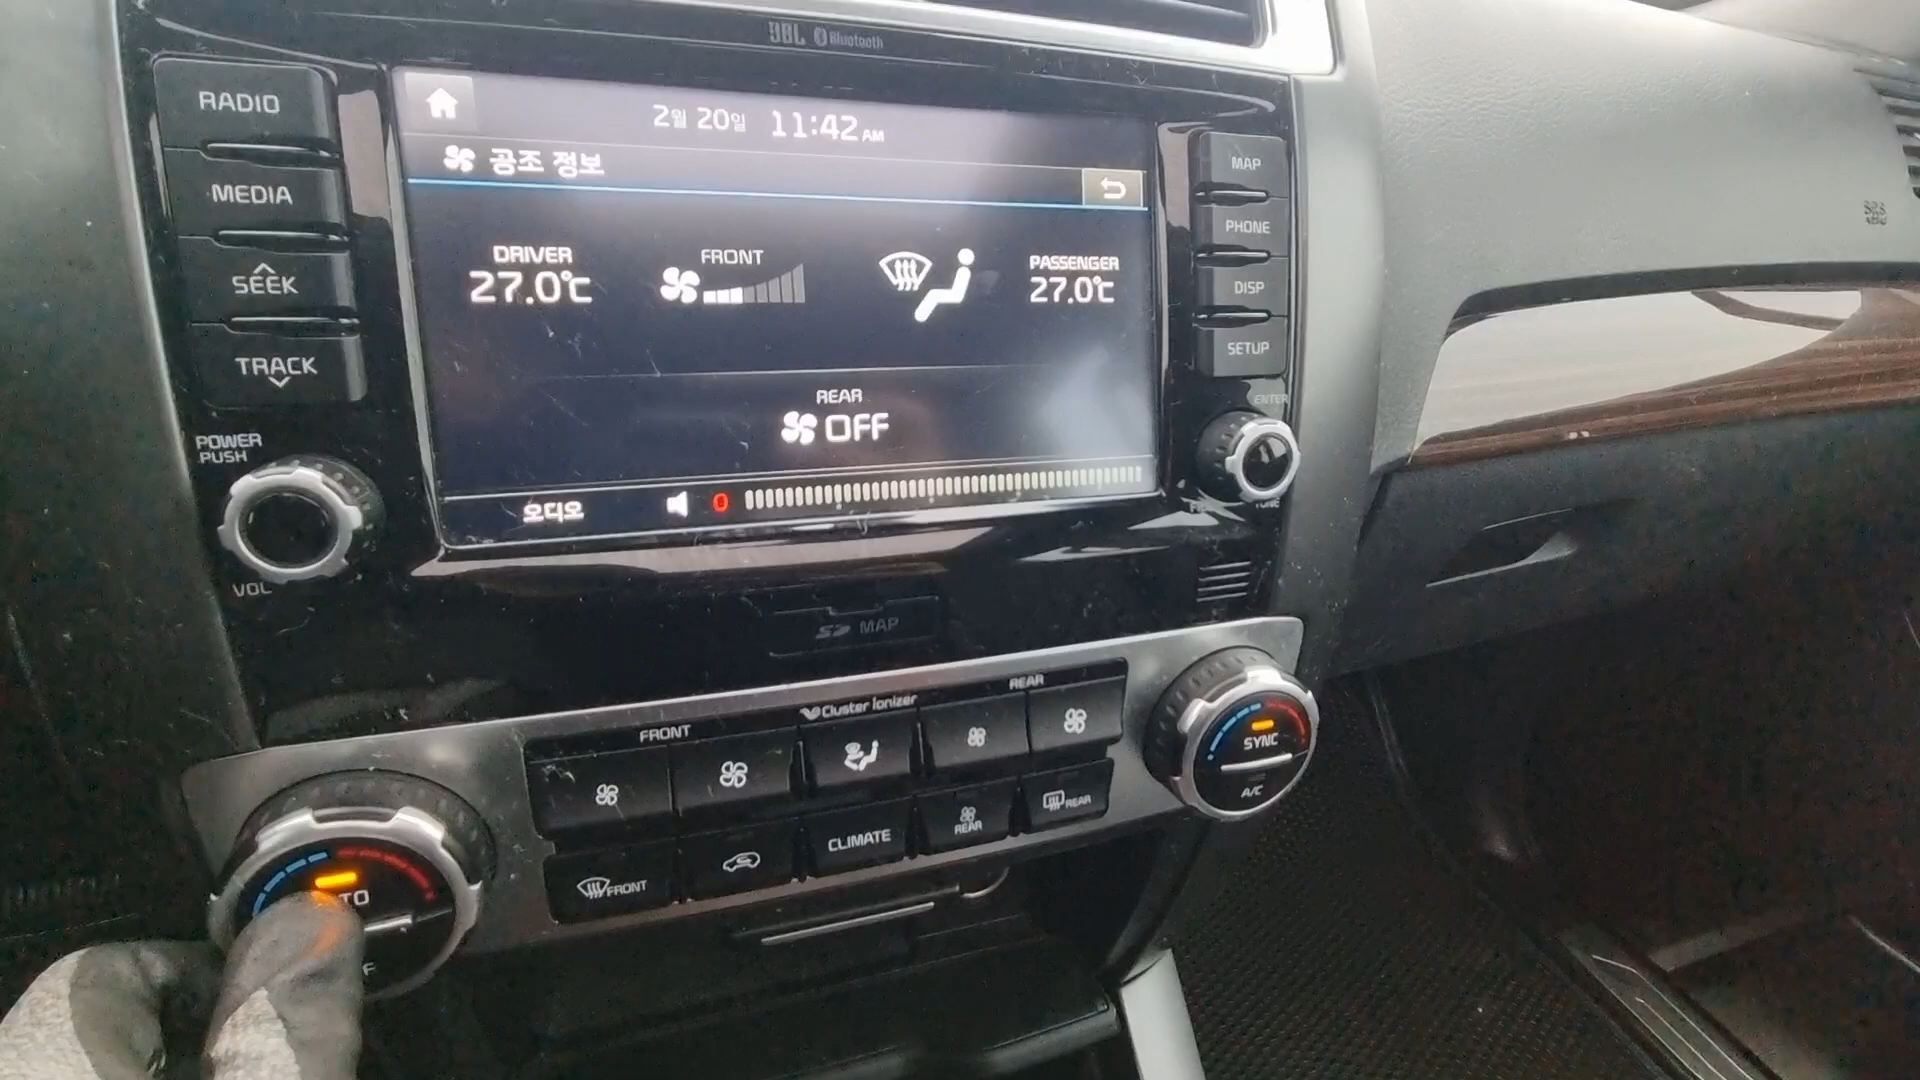 JBL Bluetooth
RADIO
MEDIA
SEEK
TRACK
POWER
PUSH
VOL
2월 20일 11:42 AM
공조 정보
DRIVER
27.0℃
FRONT
PASSENGER
27.0℃
REAR
OFF
오디오
0
MAP
PHONE
DISP
SETUP
ENTER
TUNE
SD MAP
FRONT
Cluster ionizer
REAR
FRONT
CLIMATE
REAR
REAR
SYNC
A/C